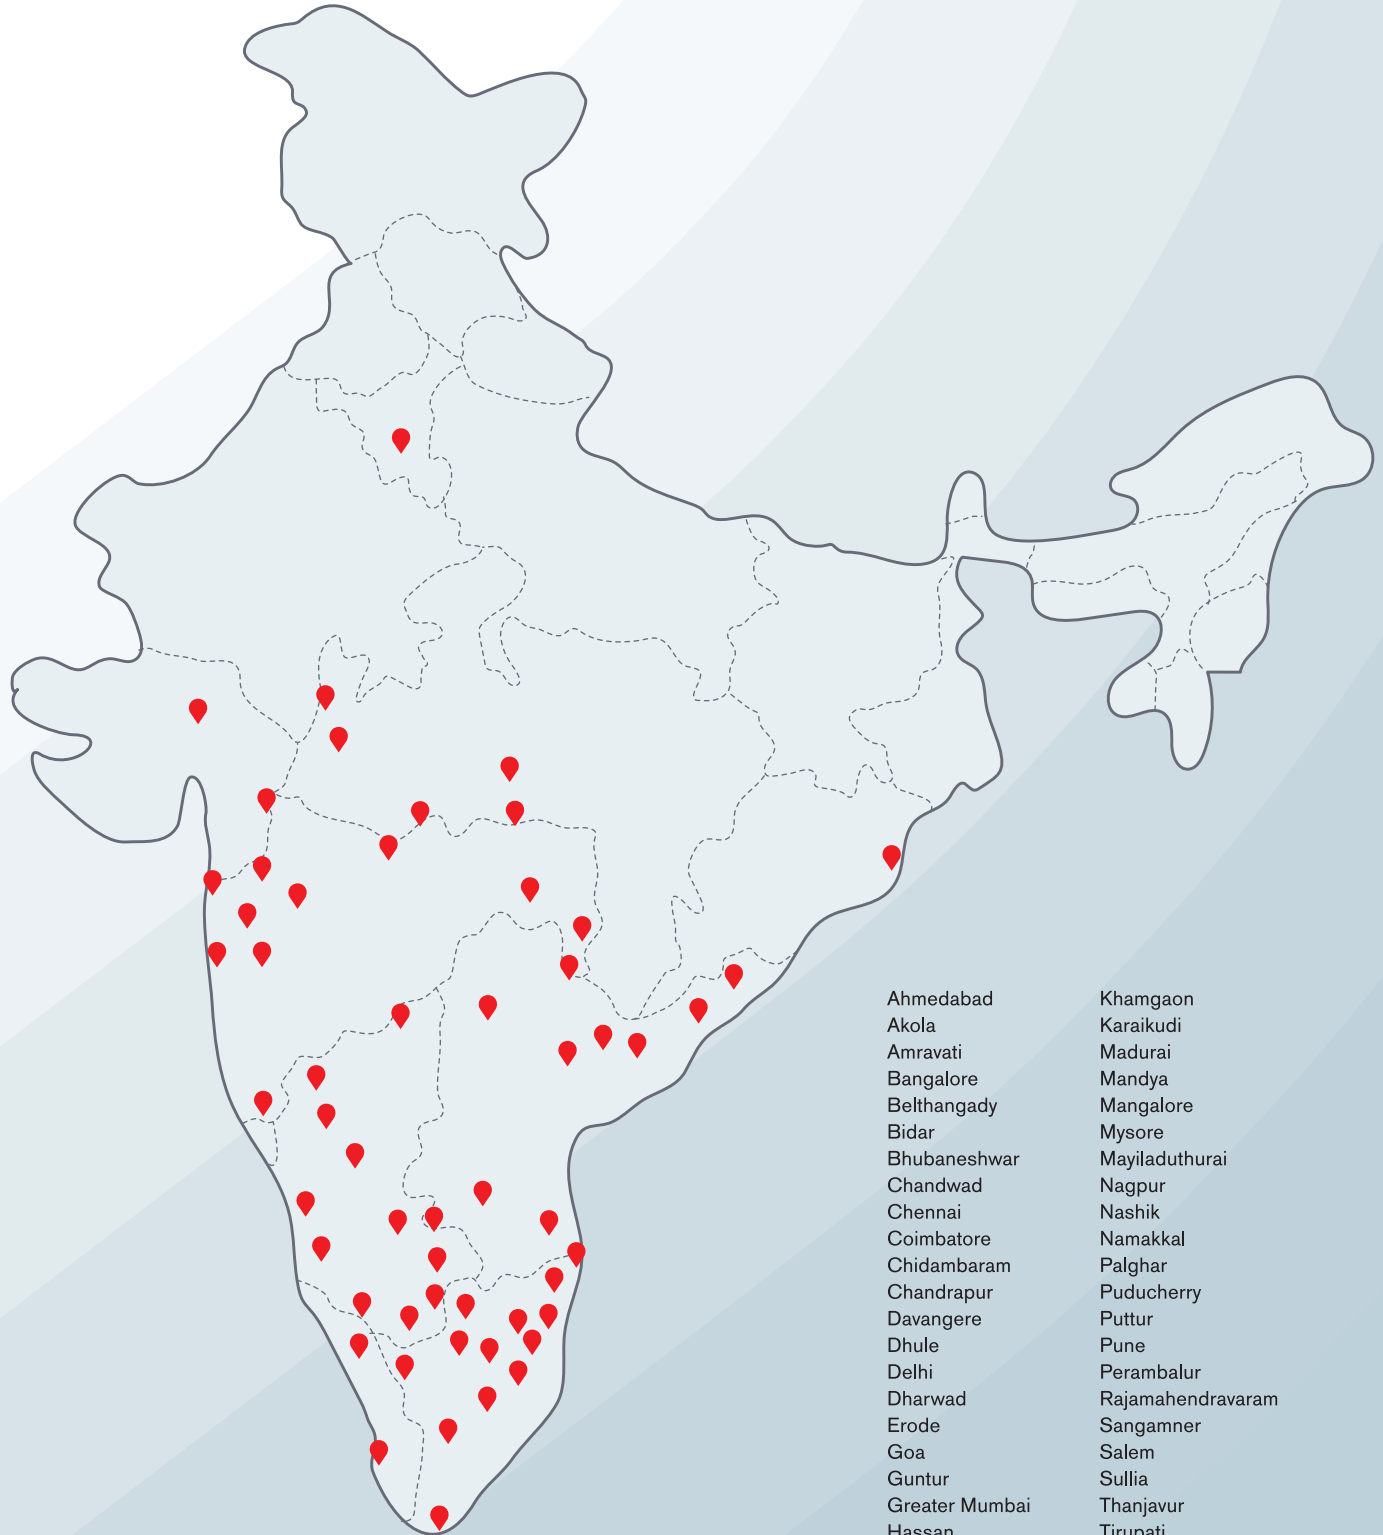 Ahmedabad
Akola
Amravati
Bangalore
Belthangady
Bidar
Bhubaneshwar
Chandwad
Chennai
Coimbatore
Chidambaram
Chandrapur
Davangere
Dhule
Delhi
Dharwad
Erode
Goa
Guntur
Greater Mumbai
Hassan
Khamgaon
Karaikudi
Madurai
Mandya
Mangalore
Mysore
Mayiladuthurai
Nagpur
Nashik
Namakkal
Palghar
Puducherry
Puttur
Pune
Perambalur
Rajamahendravaram
Sangamner
Salem
Sullia
Thanjavur
Tirupati